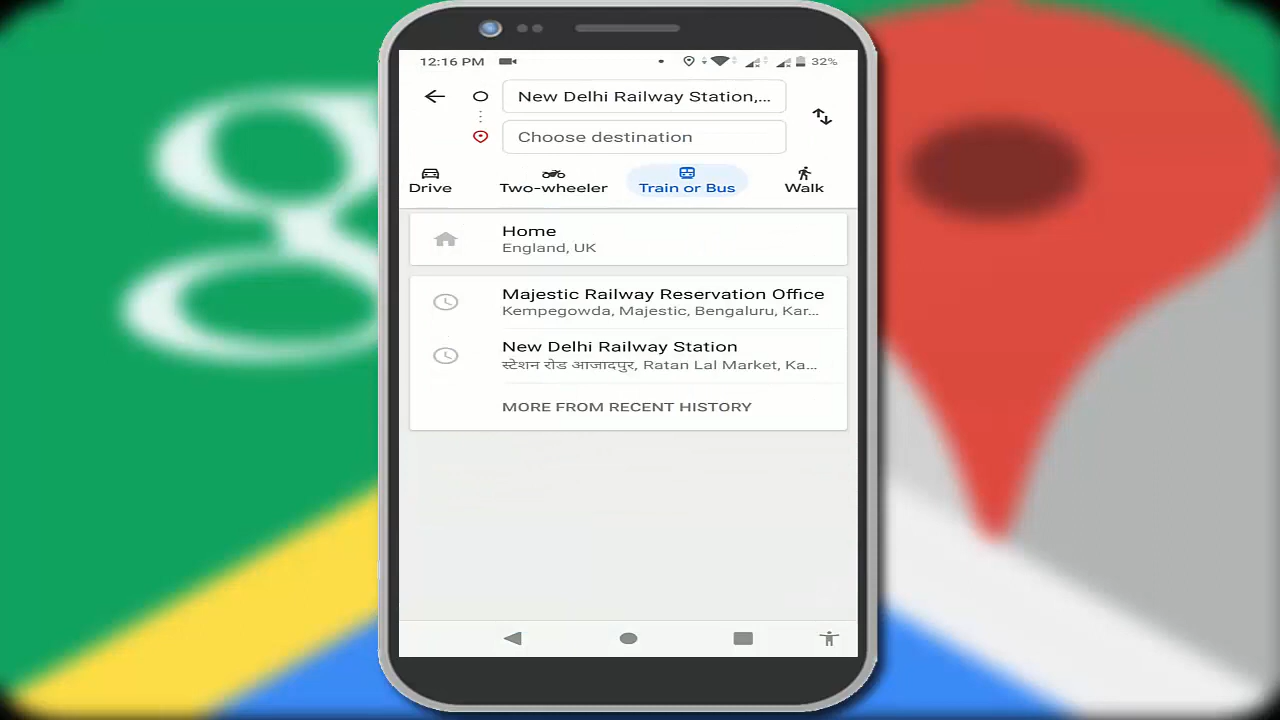 g
12:16 PM 32%
New Delhi Railway Station,...
Choose destination
Drive Two-wheeler Train or Bus Walk
Home
England, UK
Majestic Railway Reservation Office
Kempegowda, Majestic, Bengaluru, Kar...
New Delhi Railway Station
स्टेशन रोड आजादपुर, Ratan Lal Market, Ka...
MORE FROM RECENT HISTORY